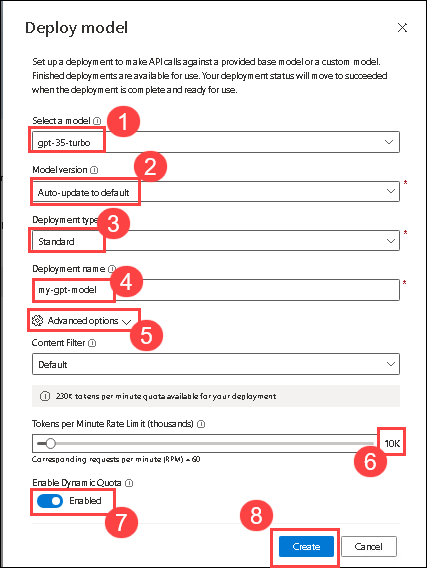 Deploy model
Set up a deployment to make API calls against a provided base model or a custom model.
Finished deployments are available for use. Your deployment status will move to succeeded
when the deployment is complete and ready for use.
Select a model
1
gpt-35-turbo
Model version
2
Auto-update to default
*
Deployment type
3
Standard
*
Deployment name
my-gpt-model
*
4
Advanced options
5
Content Filter
Default
230K tokens per minute quota available for your deployment
Tokens per Minute Rate Limit (thousands)
10K
Corresponding requests per minute (RPM) = 60
6
Enable Dynamic Quota
Enabled
7
8
Create
Cancel